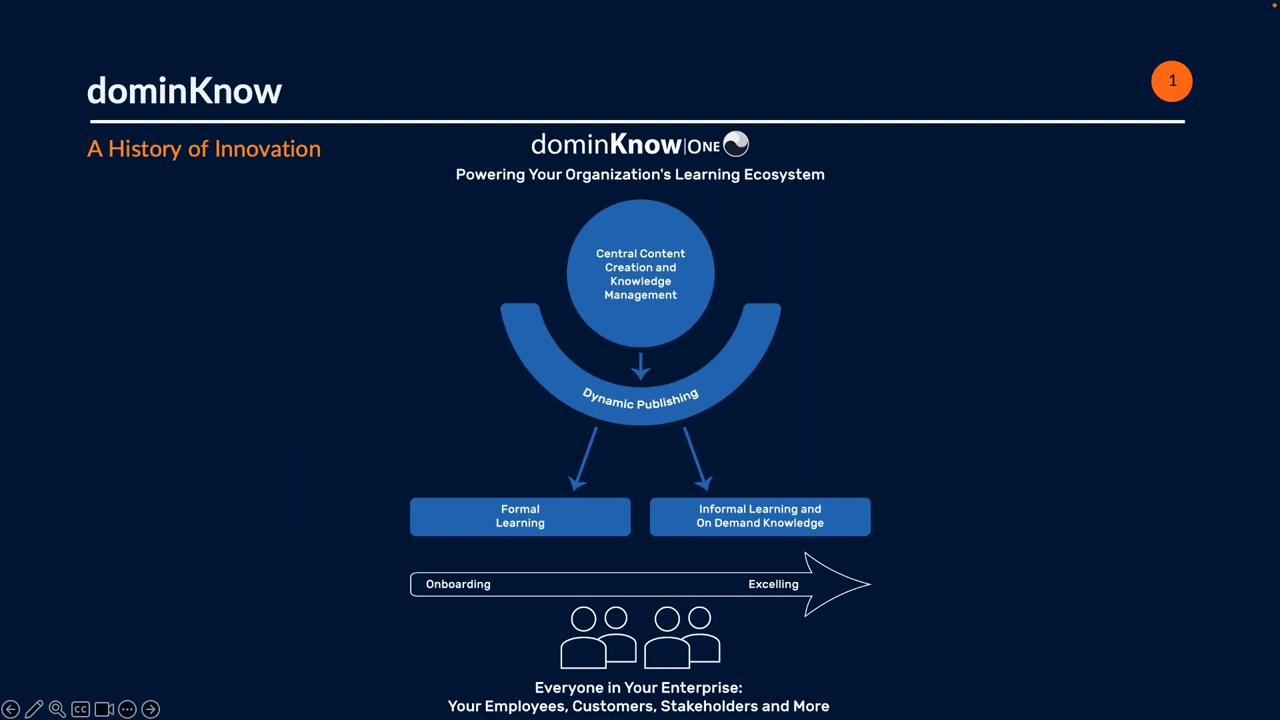 dominKnow
1
A History of Innovation
dominKnow|ONE
Powering Your Organization's Learning Ecosystem
Central Content
Creation and
Knowledge
Management
Dynamic Publishing
Formal
Learning
Informal Learning and
On Demand Knowledge
Onboarding
Excelling
Everyone in Your Enterprise:
Your Employees, Customers, Stakeholders and More
CC